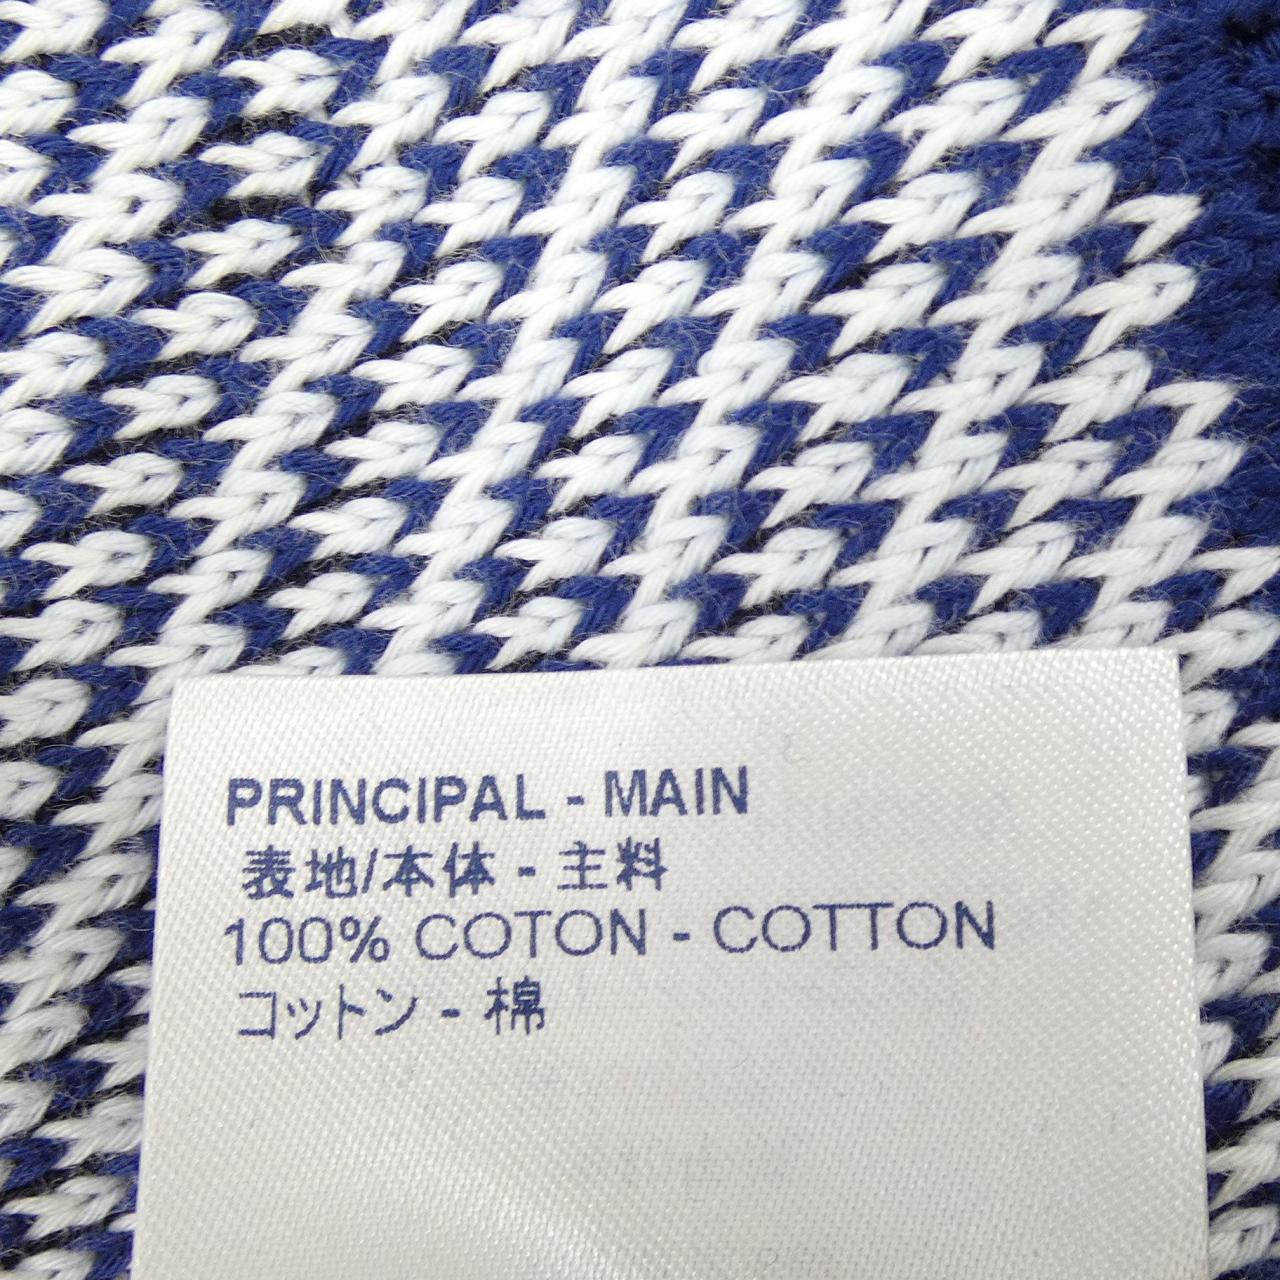 PRINCIPAL - MAIN
表地/本体 - 主料
100% COTON - COTTON
コットン - 棉